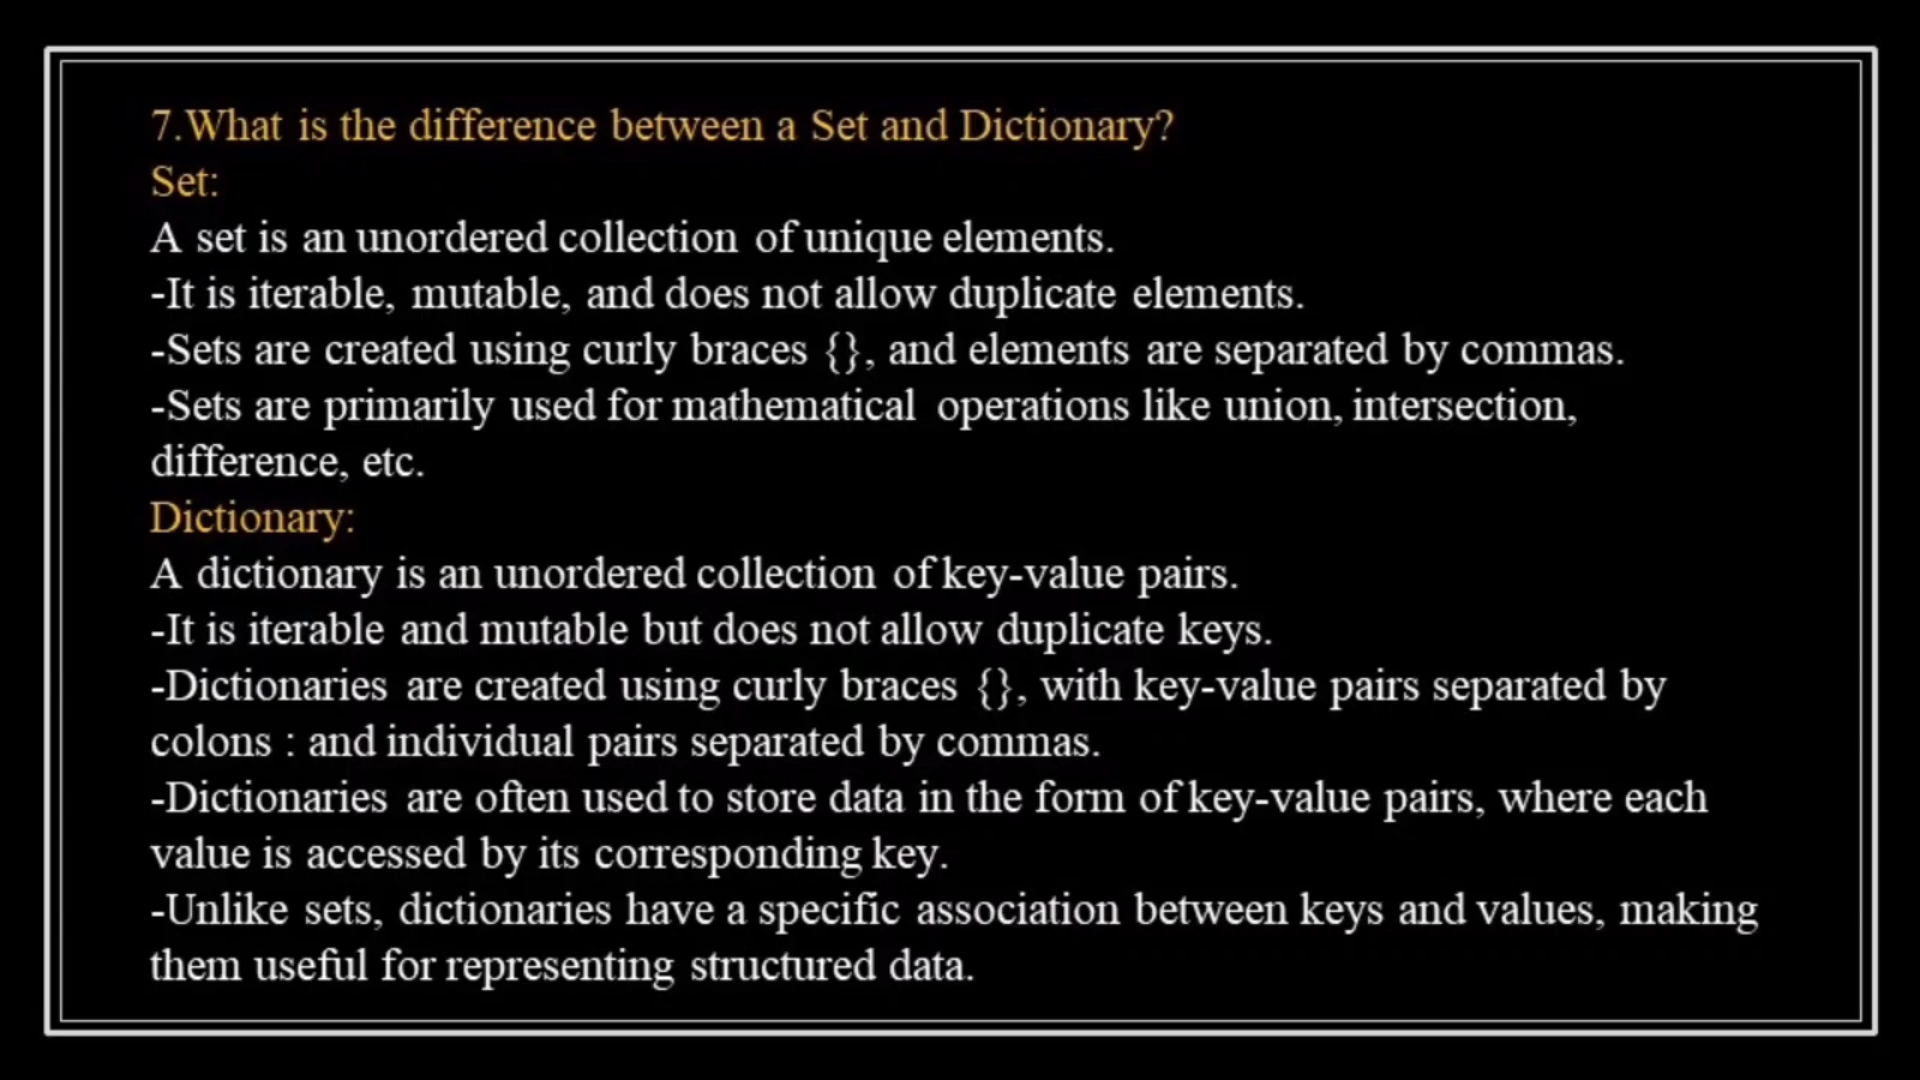 7.What is the difference between a Set and Dictionary?
Set:
A set is an unordered collection of unique elements.
-It is iterable, mutable, and does not allow duplicate elements.
-Sets are created using curly braces {}, and elements are separated by commas.
-Sets are primarily used for mathematical operations like union, intersection,
difference, etc.
Dictionary:
A dictionary is an unordered collection of key-value pairs.
-It is iterable and mutable but does not allow duplicate keys.
-Dictionaries are created using curly braces {}, with key-value pairs separated by
colons : and individual pairs separated by commas.
-Dictionaries are often used to store data in the form of key-value pairs, where each
value is accessed by its corresponding key.
-Unlike sets, dictionaries have a specific association between keys and values, making
them useful for representing structured data.